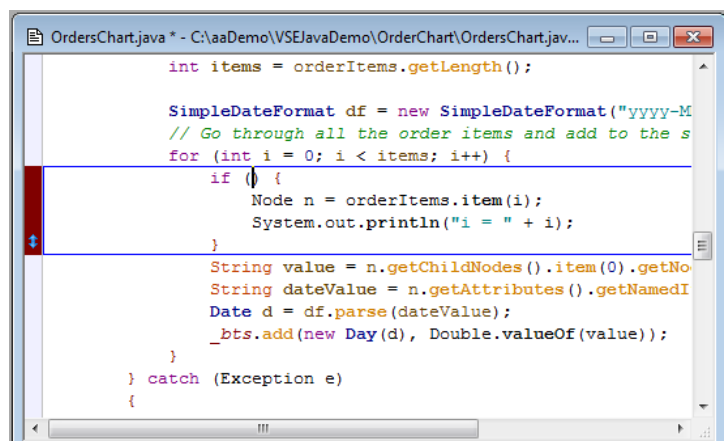 OrdersChart.java * - C:\aaDemo\VSEJavaDemo\OrderChart\OrdersChart.jav...
int items = orderItems.getLength();
SimpleDateFormat df = new SimpleDateFormat("yyyy-M
// Go through all the order items and add to the s
for (int i = 0; i < items; i++) {
if () {
Node n = orderItems.item(i);
System.out.println("i = " + i);
}
String value = n.getChildNodes().item(0).getNo
String dateValue = n.getAttributes().getNamedI
Date d = df.parse(dateValue);
_bts.add(new Day(d), Double.valueOf(value));
}
} catch (Exception e)
{